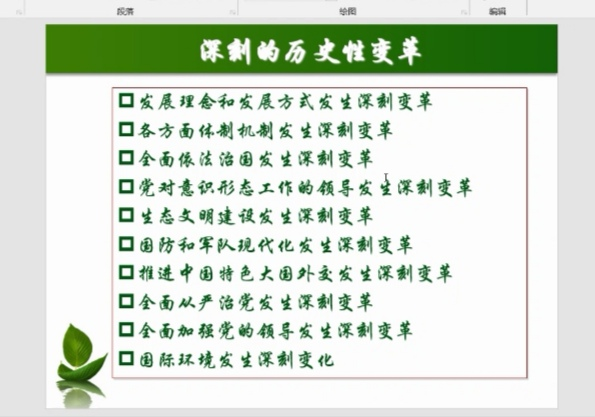 段落
绘图
编辑
深刻的历史性变革
发展理念和发展方式发生深刻变革
各方面体制机制发生深刻变革
全面依法治国发生深刻变革
党对意识形态工作的领导发生深刻变革
生态文明建设发生深刻变革
国防和军队现代化发生深刻变革
推进中国特色大国外交发生深刻变革
全面从严治党发生深刻变革
全面加强党的领导发生深刻变革
国际环境发生深刻变化